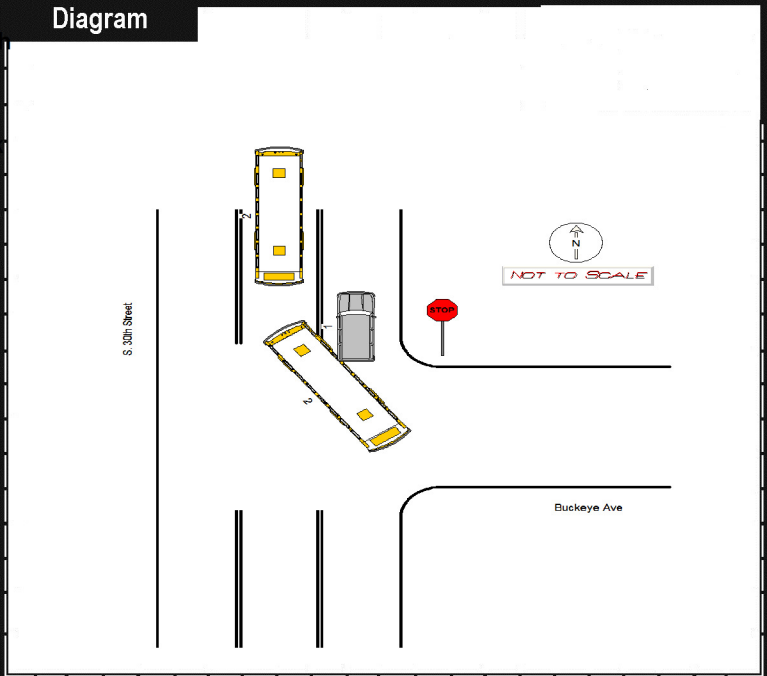 Diagram
2
N
NOT TO SCALE
STOP
S. 30th Street
1
2
Buckeye Ave